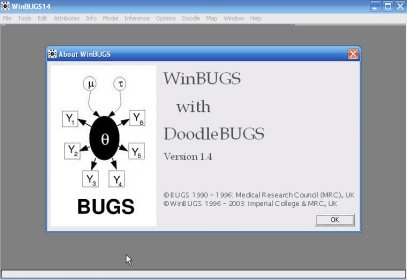 WinBUGS14
File Tools Edit Attributes Info Model Inference Options Doodle Map Window Help
About WinBUGS
μ τ
Y1 Y6
θ
Y2 Y5
Y3 Y4
BUGS
WinBUGS
with
DoodleBUGS
Version 1.4
©BUGS 1990 - 1996: Medical Research Council (MRC), UK
©WinBUGS 1996 - 2003: Imperial College & MRC, UK
OK